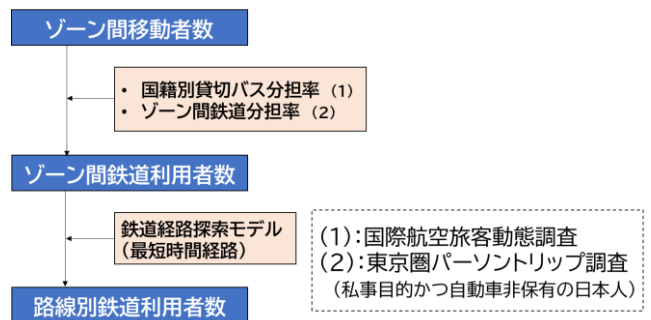 ゾーン間移動者数
• 国籍別貸切バス分担率 (1)
• ゾーン間鉄道分担率 (2)
ゾーン間鉄道利用者数
鉄道経路探索モデル
(最短時間経路)
(1):国際航空旅客動態調査
(2):東京圏パーソントリップ調査
(私事目的かつ自動車非保有の日本人)
路線別鉄道利用者数